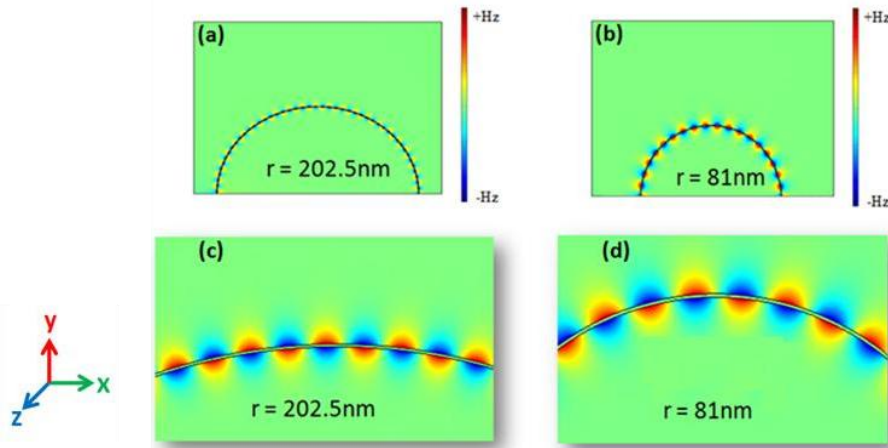 (a)
+Hz
r = 202.5nm
-Hz
(b)
+Hz
r = 81nm
-Hz
(c)
r = 202.5nm
(d)
r = 81nm
y
x
z